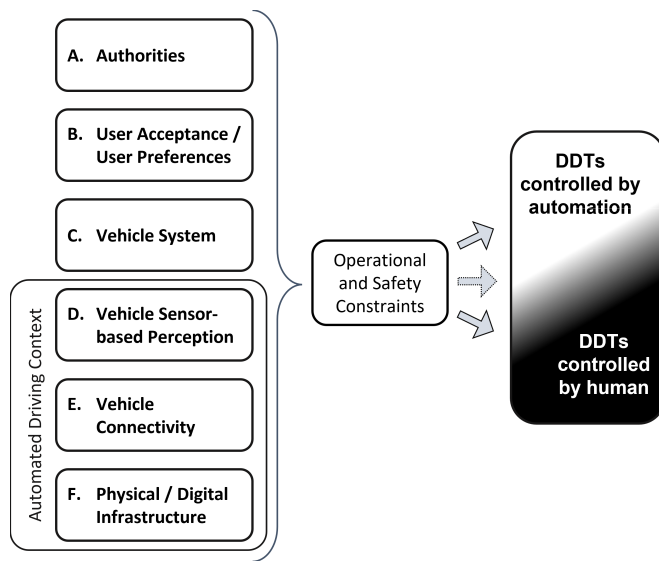 A. Authorities
B. User Acceptance /
User Preferences
C. Vehicle System
Automated Driving Context
D. Vehicle Sensor-
based Perception
E. Vehicle
Connectivity
F. Physical / Digital
Infrastructure
Operational
and Safety
Constraints
DDTs
controlled by
automation
DDTs
controlled
by human